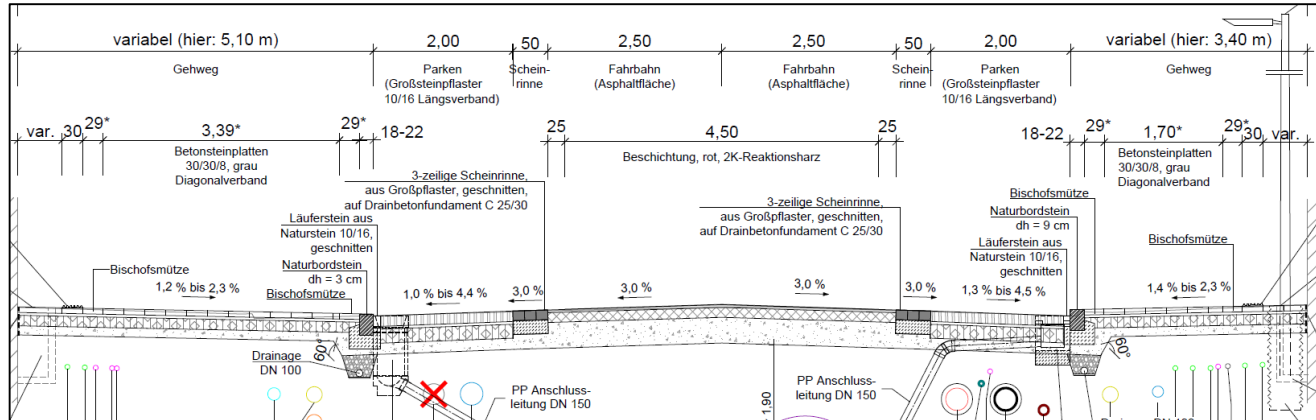 variabel (hier: 5,10 m)
2,00
50
2,50
2,50
50
2,00
variabel (hier: 3,40 m)
Gehweg
Parken
(Großsteinpflaster
10/16 Längsverband)
Schein-
rinne
Fahrbahn
(Asphaltfläche)
Fahrbahn
(Asphaltfläche)
Schein-
rinne
Parken
(Großsteinpflaster
10/16 Längsverband)
Gehweg
var.
30
29*
3,39*
29*
18-22
25
4,50
25
18-22
29*
1,70*
29*
30
var.
Betonsteinplatten
30/30/8, grau
Diagonalverband
Beschichtung, rot, 2K-Reaktionsharz
Betonsteinplatten
30/30/8, grau
Diagonalverband
3-zeilige Scheinrinne,
aus Großpflaster, geschnitten,
auf Drainbetonfundament C 25/30
3-zeilige Scheinrinne,
aus Großpflaster, geschnitten,
auf Drainbetonfundament C 25/30
Läuferstein aus
Naturstein 10/16,
geschnitten
Naturbordstein
dh = 3 cm
Bischofsmütze
Bischofsmütze
Naturbordstein
dh = 9 cm
Läuferstein aus
Naturstein 10/16,
geschnitten
Bischofsmütze
Bischofsmütze
1,2 % bis 2,3 %
1,0 % bis 4,4 %
3,0 %
3,0 %
3,0 %
3,0 %
1,3 % bis 4,5 %
1,4 % bis 2,3 %
Drainage
DN 100
60°
60°
PP Anschluss-
leitung DN 150
1,90
PP Anschluss-
leitung DN 150